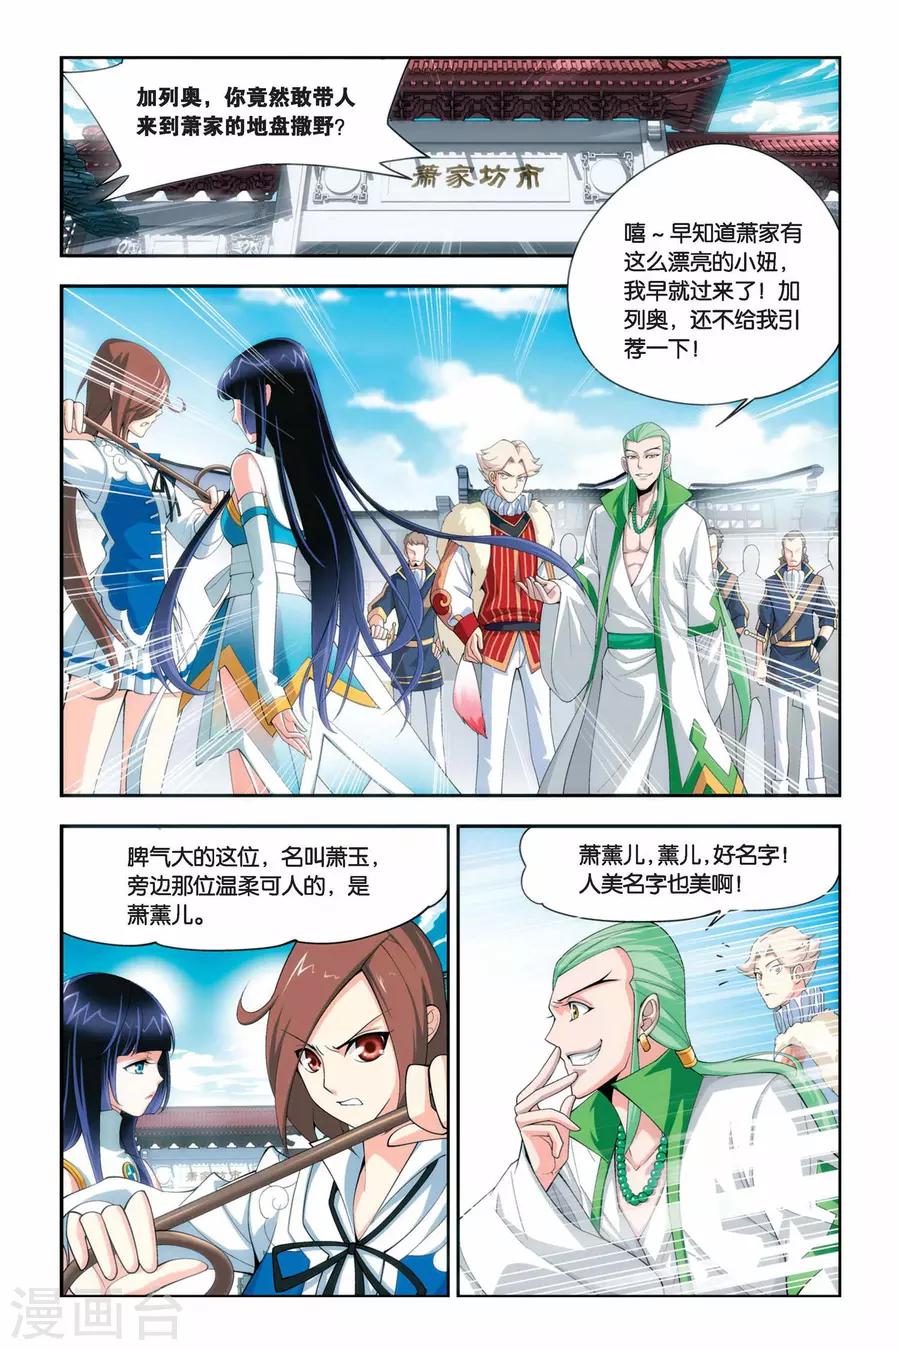 加列奥，你竟然敢带人
来到萧家的地盘撒野？
萧家坊市
嘻～早知道萧家有
这么漂亮的小妞，
我早就过来了！加
列奥，还不给我引
荐一下！
脾气大的这位，名叫萧玉，
旁边那位温柔可人的，是
萧薰儿。
萧家坊市
萧薰儿，薰儿，好名字！
人美名字也美啊！
漫画台